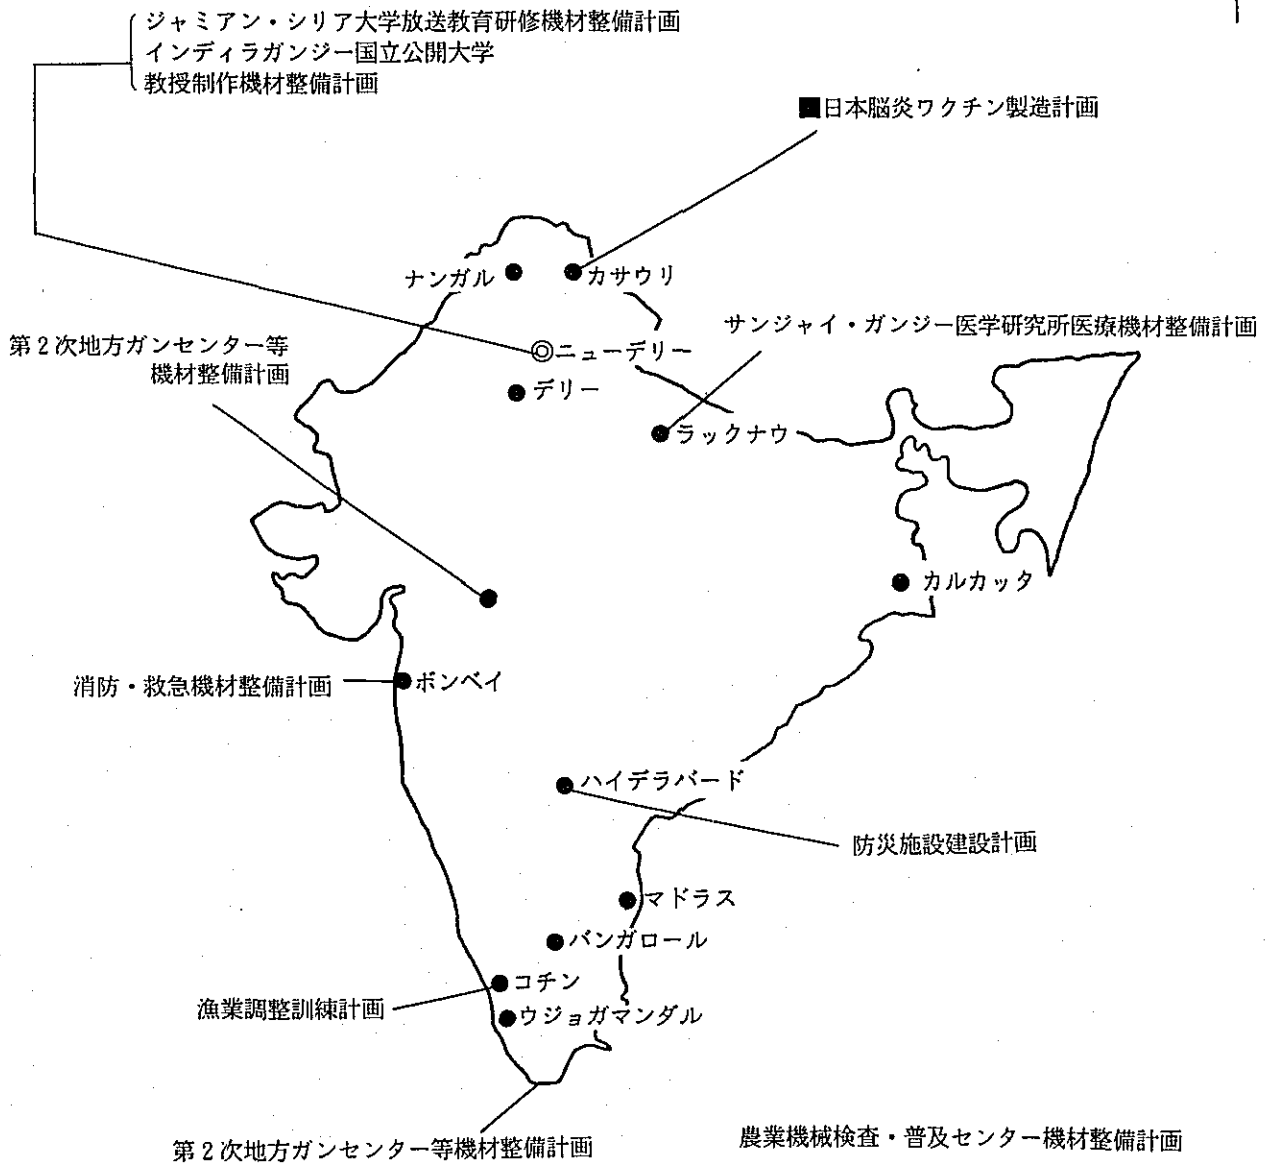 ジャミアン・シリア大学放送教育研修機材整備計画
インディラガンジー国立公開大学
教授制作機材整備計画
■日本脳炎ワクチン製造計画
ナンガル
カサウリ
サンジャイ・ガンジー医学研究所医療機材整備計画
第2次地方ガンセンター等
機材整備計画
ニューデリー
デリー
ラックナウ
カルカッタ
消防・救急機材整備計画
ボンベイ
ハイデラバード
防災施設建設計画
マドラス
バンガロール
コチン
漁業調整訓練計画
ウジョガマンダル
第2次地方ガンセンター等機材整備計画
農業機械検査・普及センター機材整備計画